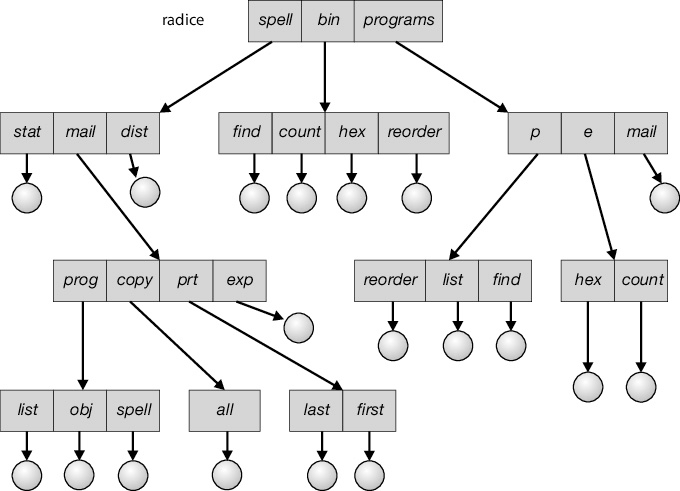 radice spell bin programs
stat mail dist find count hex reorder p e mail
prog copy prt exp reorder list find hex count
list obj spell all last first